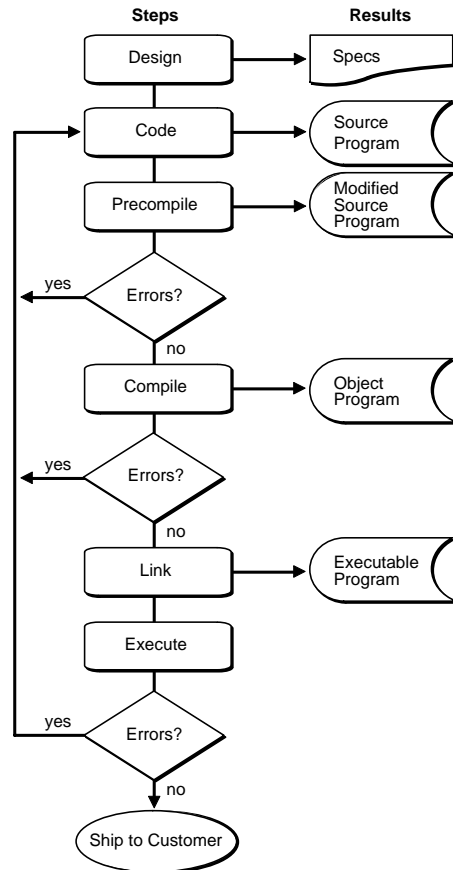 Steps Results
Design Specs
Code Source
Program
Precompile Modified
Source
Program
yes Errors?
no
Compile Object
Program
yes Errors?
no
Link Executable
Program
Execute
yes Errors?
no
Ship to Customer